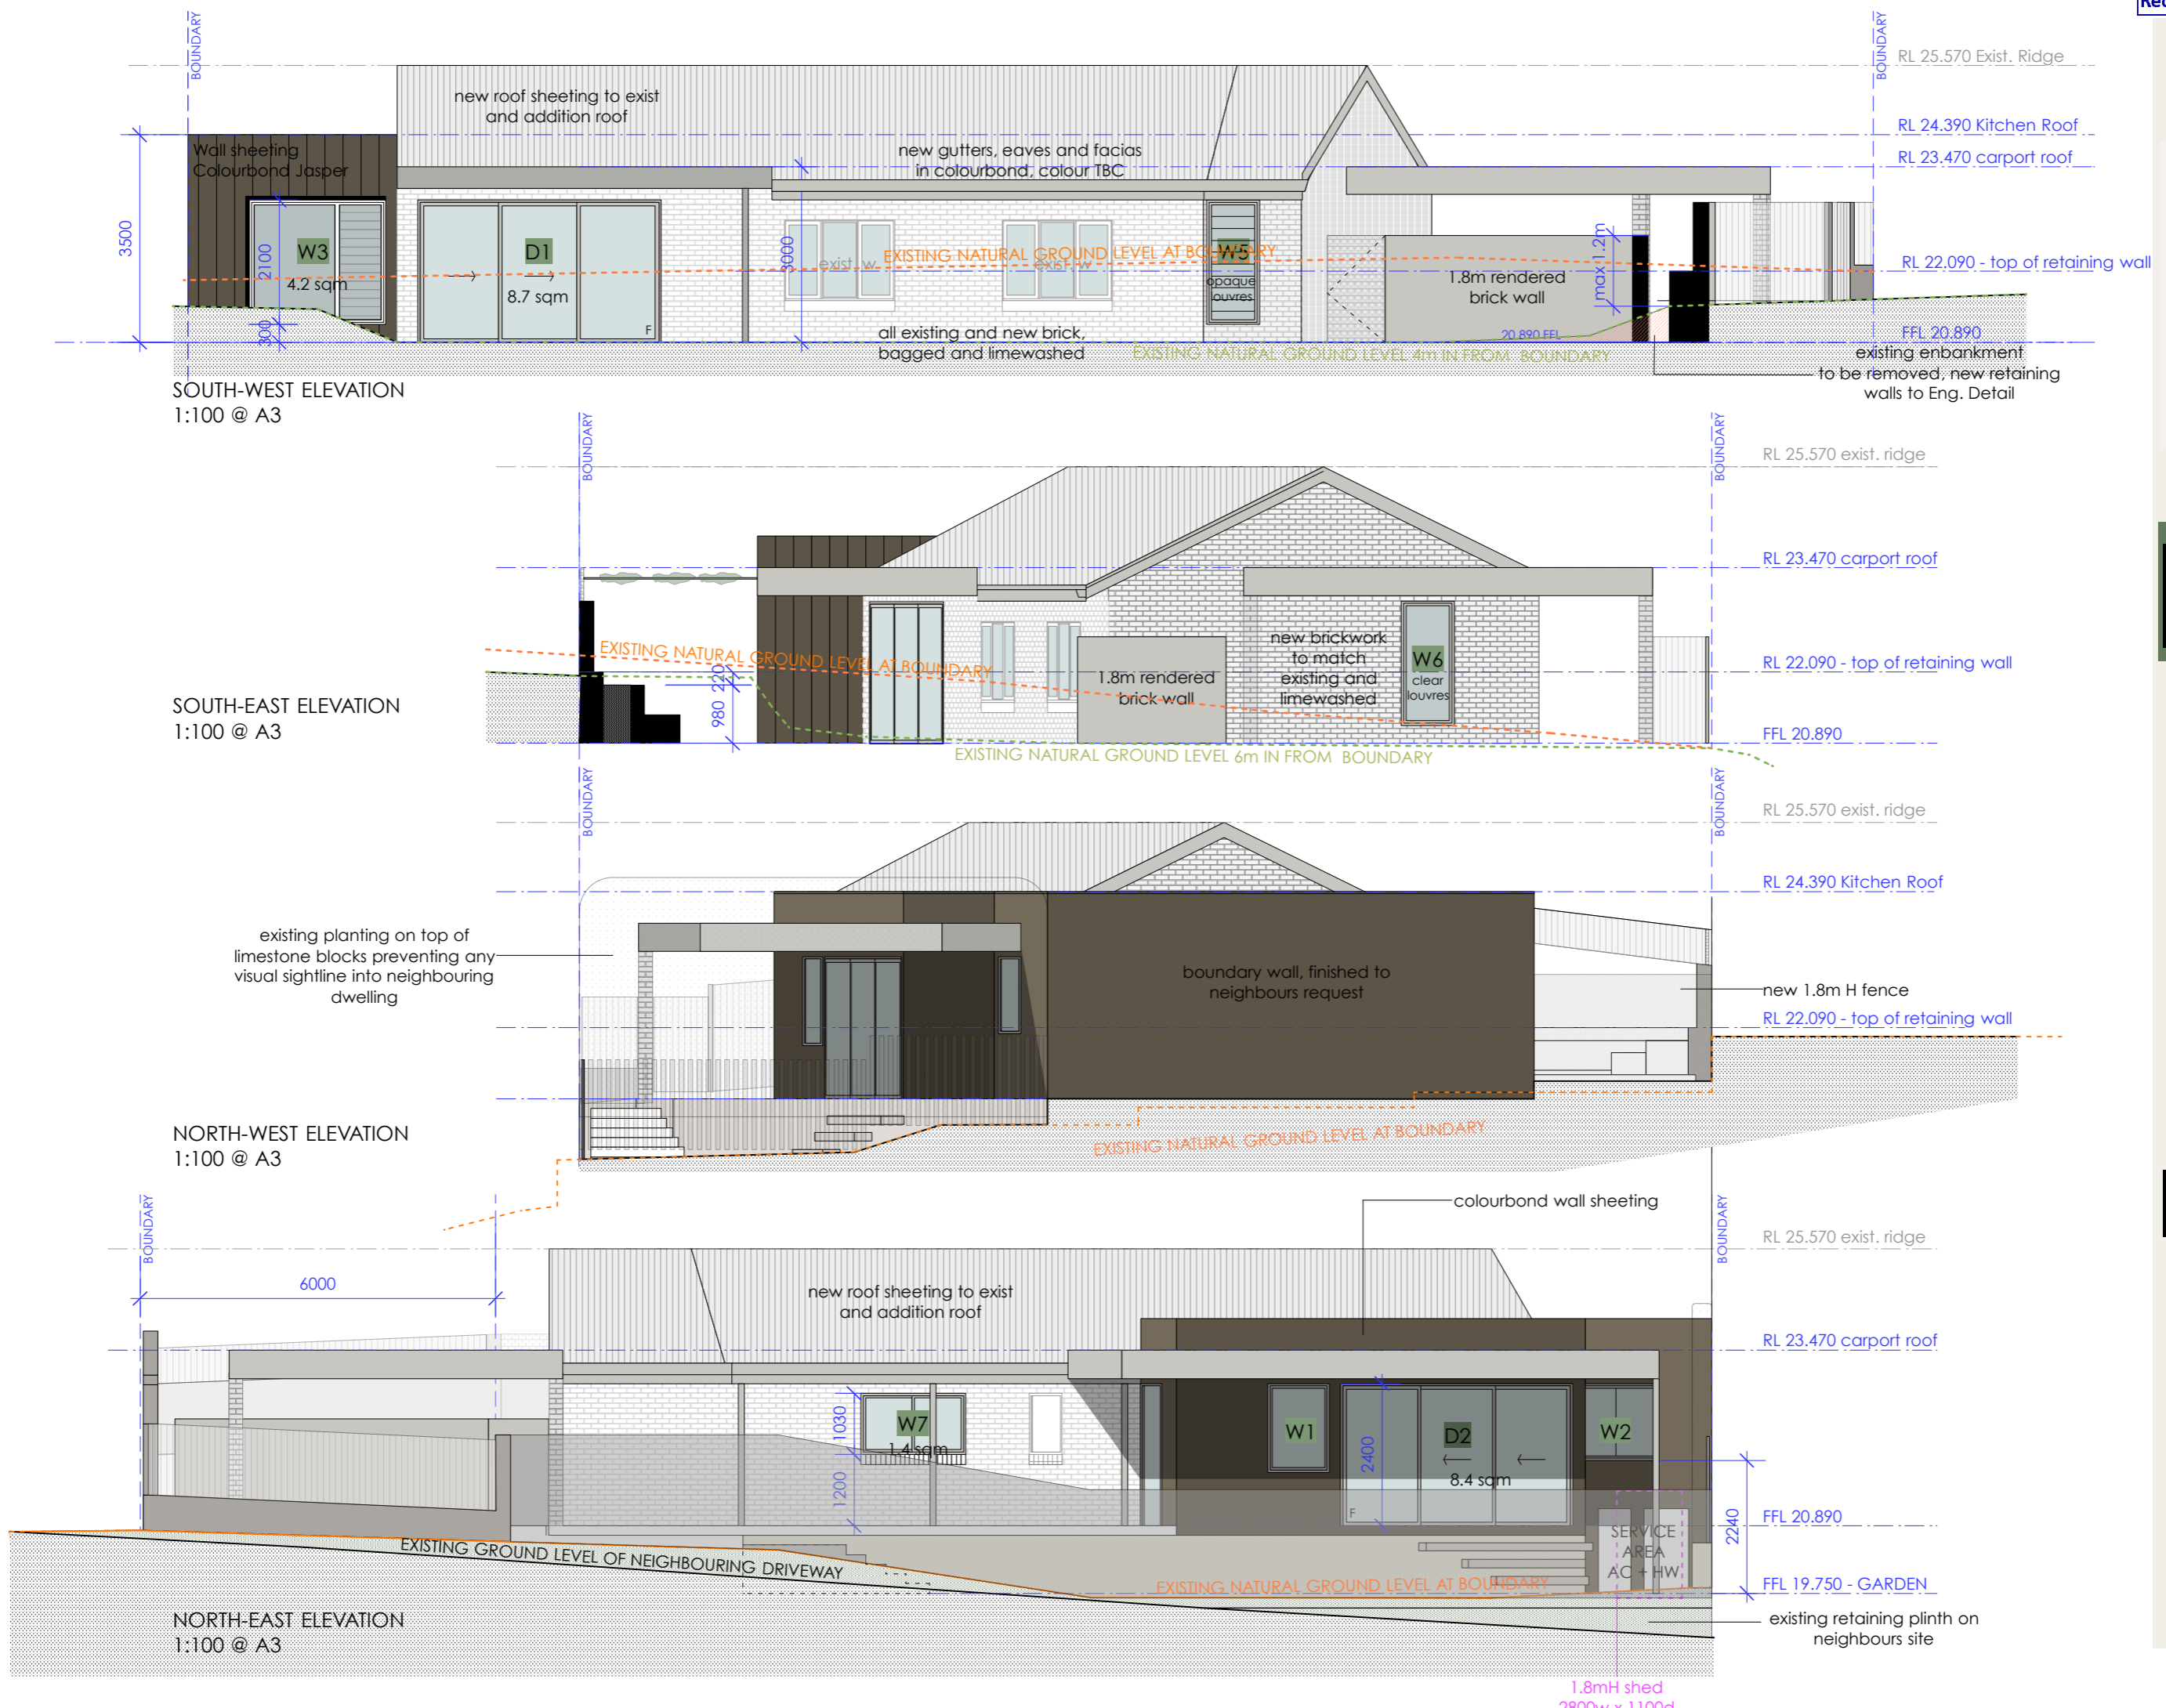 BOUNDARY
BOUNDARY
RL 25.570 Exist. Ridge
new roof sheeting to exist
and addition roof
RL 24.390 Kitchen Roof
Wall sheeting
Colourbond Jasper
new gutters, eaves and facias
in colourbond, colour TBC
RL 23.470 carport roof
3500
2100
300
W3
4.2 sqm
D1
8.7 sqm
F
3000
exist. w
EXISTING NATURAL GROUND LEVEL AT BOUNDARY
exist. w
W5
opaque
louvres
1.8m rendered
brick wall
max 1.2m
RL 22.090 - top of retaining wall
all existing and new brick,
bagged and limewashed
20.890 FFL
FFL 20.890
EXISTING NATURAL GROUND LEVEL 4m IN FROM BOUNDARY
existing enbankment
to be removed, new retaining
walls to Eng. Detail
SOUTH-WEST ELEVATION
1:100 @ A3
BOUNDARY
BOUNDARY
RL 25.570 exist. ridge
RL 23.470 carport roof
EXISTING NATURAL GROUND LEVEL AT BOUNDARY
new brickwork
to match
existing and
limewashed
W6
clear
louvres
1.8m rendered
brick wall
RL 22.090 - top of retaining wall
220
980
FFL 20.890
EXISTING NATURAL GROUND LEVEL 6m IN FROM BOUNDARY
SOUTH-EAST ELEVATION
1:100 @ A3
BOUNDARY
BOUNDARY
RL 25.570 exist. ridge
RL 24.390 Kitchen Roof
existing planting on top of
limestone blocks preventing any
visual sightline into neighbouring
dwelling
boundary wall, finished to
neighbours request
new 1.8m H fence
RL 22.090 - top of retaining wall
EXISTING NATURAL GROUND LEVEL AT BOUNDARY
NORTH-WEST ELEVATION
1:100 @ A3
BOUNDARY
BOUNDARY
colourbond wall sheeting
RL 25.570 exist. ridge
6000
new roof sheeting to exist
and addition roof
RL 23.470 carport roof
1030
1200
W7
1.4 sqm
W1
2400
D2
8.4 sqm
F
W2
2240
FFL 20.890
SERVICE
AREA
AC + HW
EXISTING GROUND LEVEL OF NEIGHBOURING DRIVEWAY
EXISTING NATURAL GROUND LEVEL AT BOUNDARY
FFL 19.750 - GARDEN
existing retaining plinth on
neighbours site
NORTH-EAST ELEVATION
1:100 @ A3
1.8mH shed
2800w x 1100d